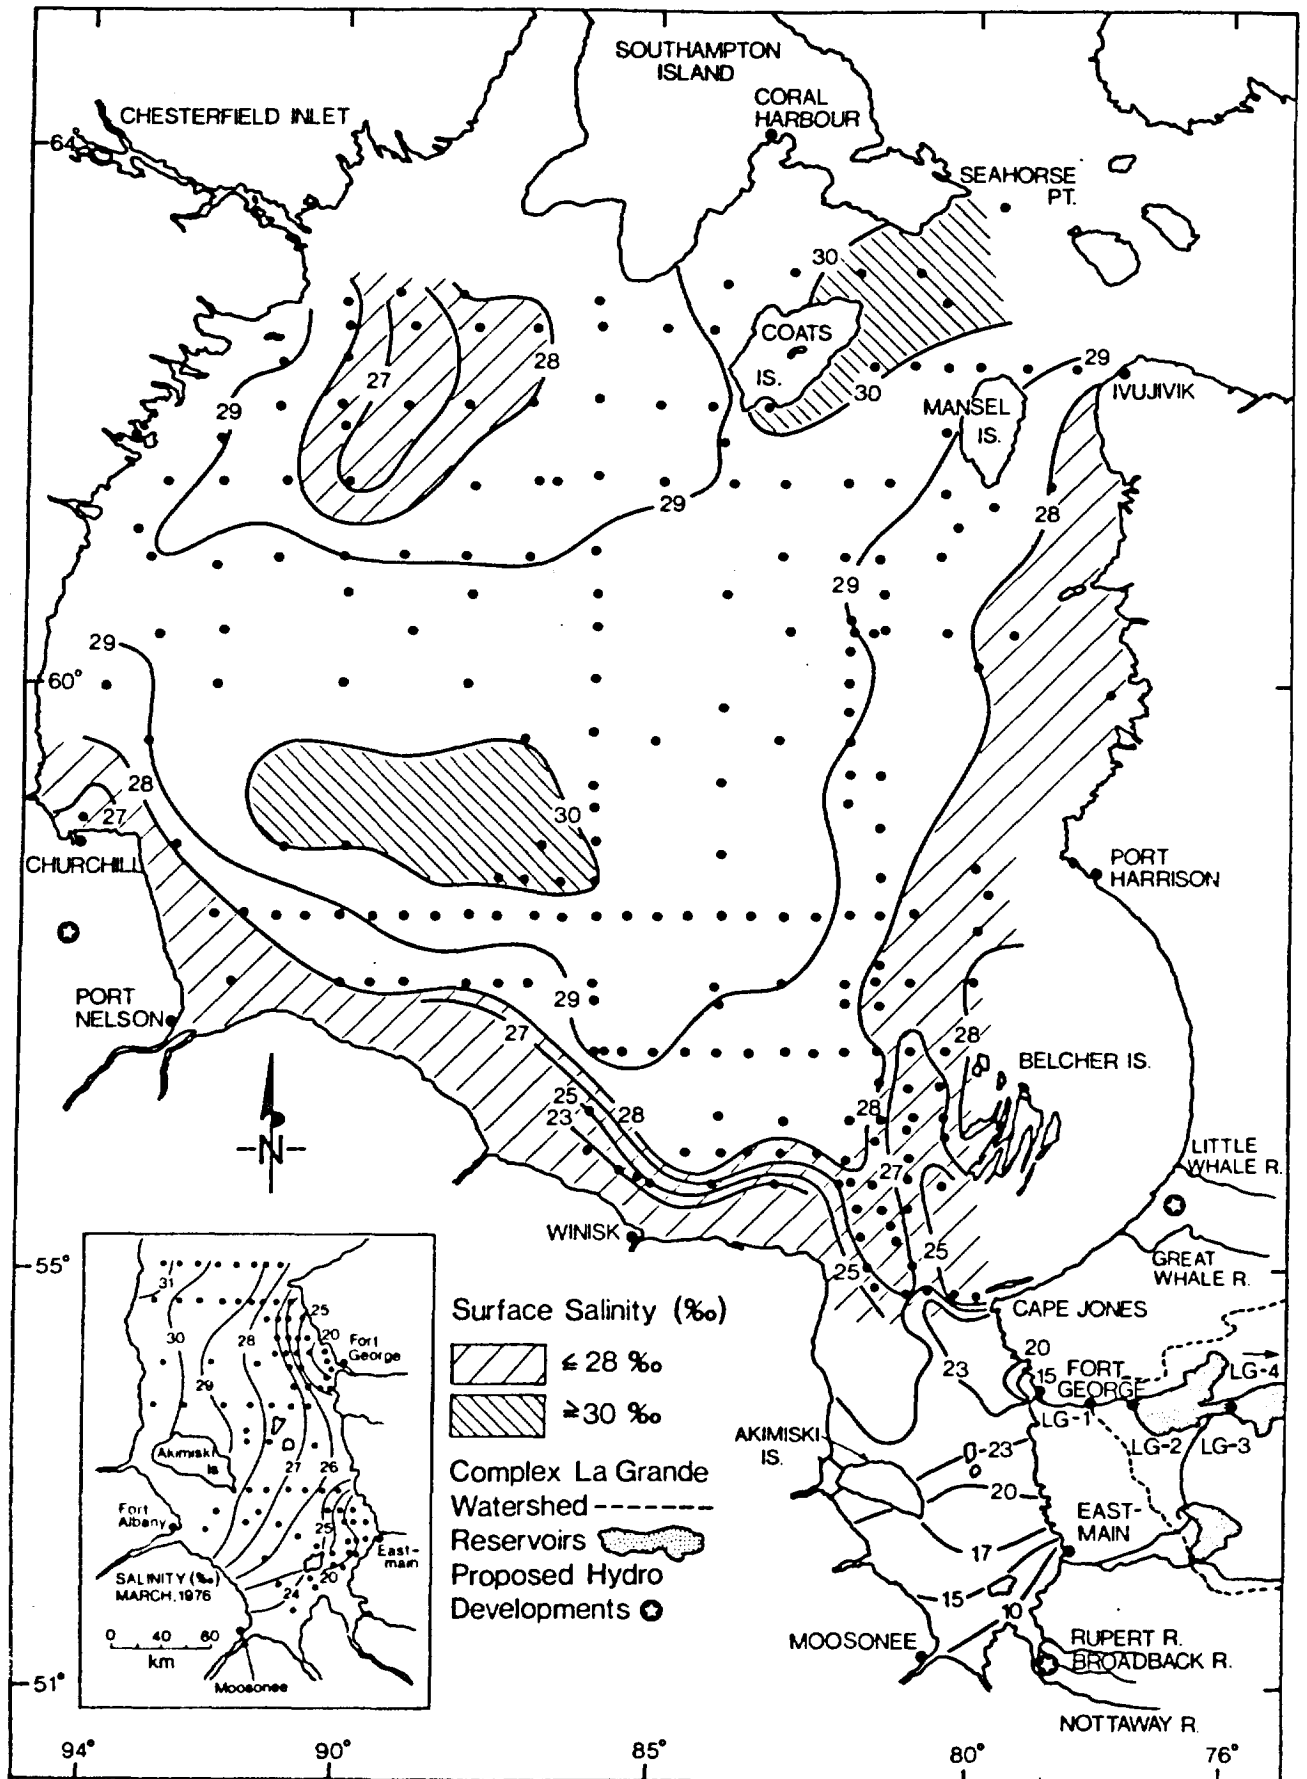 SOUTHAMPTON
ISLAND
CHESTERFIELD INLET
CORAL
HARBOUR
64°
SEAHORSE
PT.
30
COATS
IS.
27
28
29
30
29
IVUJIVIK
MANSEL
IS.
29
28
29
29
60°
28
27
30
CHURCHILL
PORT
HARRISON
PORT
NELSON
29
27
28
BELCHER IS.
25
23
28
28
27
LITTLE
WHALE R.
-N-
WINISK
25
25
GREAT
WHALE R.
55°
CAPE JONES
20
15
FORT
GEORGE
23
LG-4
LG-1
LG-2
LG-3
AKIMISKI
IS.
23
20
EAST-
MAIN
17
15
10
MOOSONEE
RUPERT R.
BROADBACK R.
NOTTAWAY R.
51°
94°
90°
85°
80°
76°
Surface Salinity (‰)
≤ 28 ‰
≥ 30 ‰
Complex La Grande
Watershed
Reservoirs
Proposed Hydro
Developments
31
30
28
25
20
Fort
George
29
Akimiski
Is.
27
26
Fort
Albany
25
East-
main
SALINITY (‰)
MARCH, 1976
20
24
0 40 60
km
Moosonee